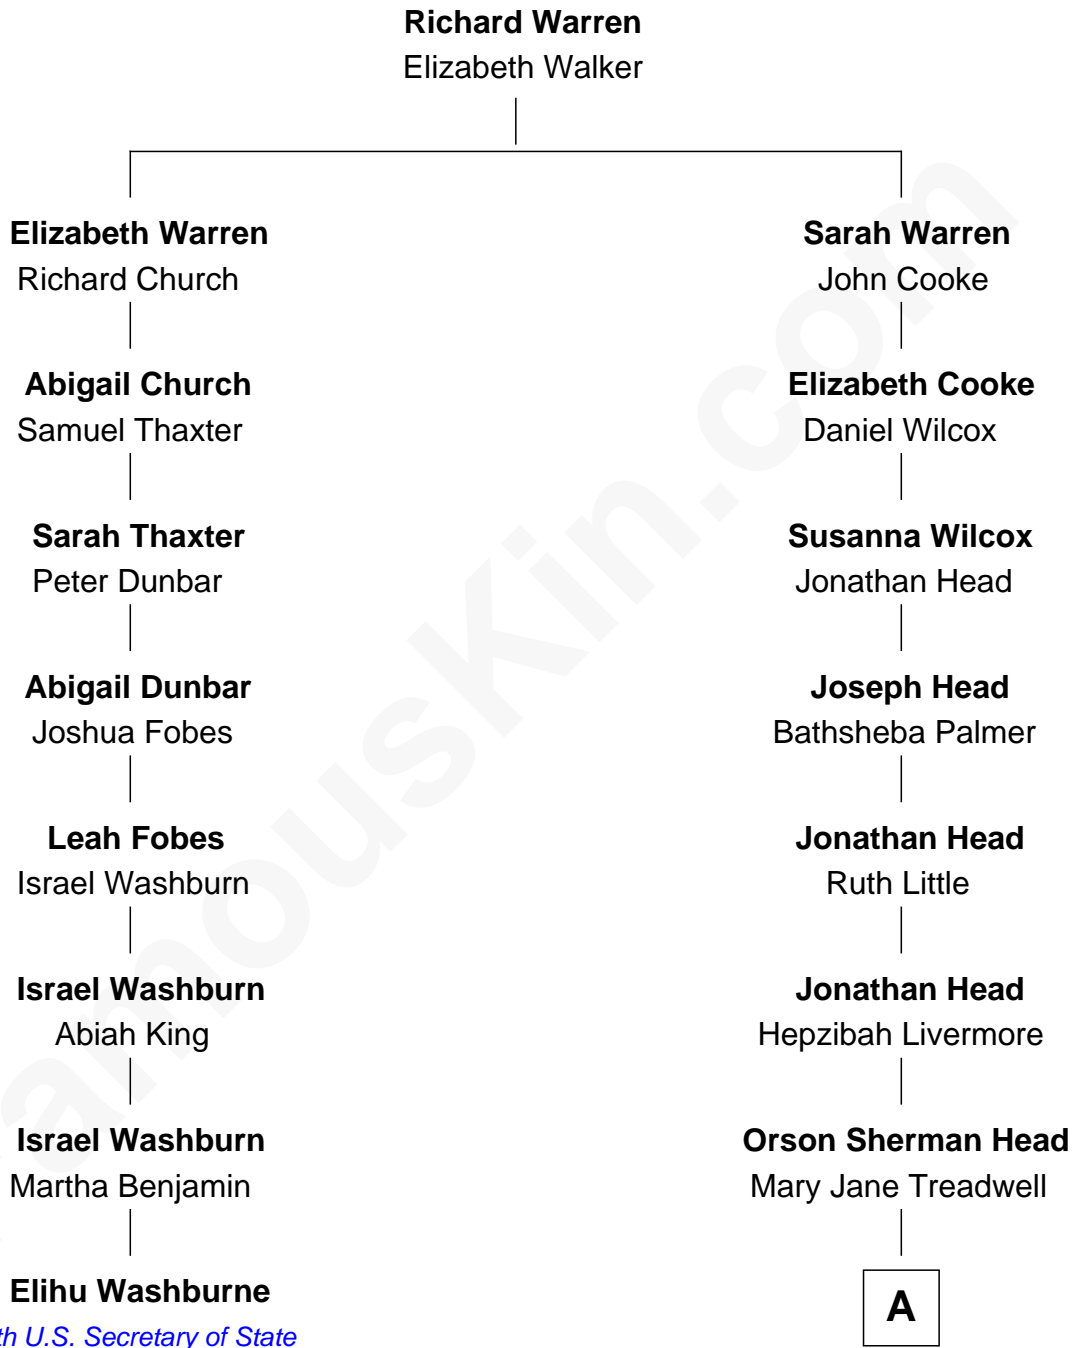 Richard Warren
Elizabeth Walker
Elizabeth Warren
Richard Church
Sarah Warren
John Cooke
Abigail Church
Samuel Thaxter
Elizabeth Cooke
Daniel Wilcox
Sarah Thaxter
Peter Dunbar
Susanna Wilcox
Jonathan Head
Abigail Dunbar
Joshua Fobes
Joseph Head
Bathsheba Palmer
Leah Fobes
Israel Washburn
Jonathan Head
Ruth Little
Israel Washburn
Abiah King
Jonathan Head
Hepzibah Livermore
Israel Washburn
Martha Benjamin
Orson Sherman Head
Mary Jane Treadwell
Elihu Washburne
th U.S. Secretary of State
A
amouskin.com